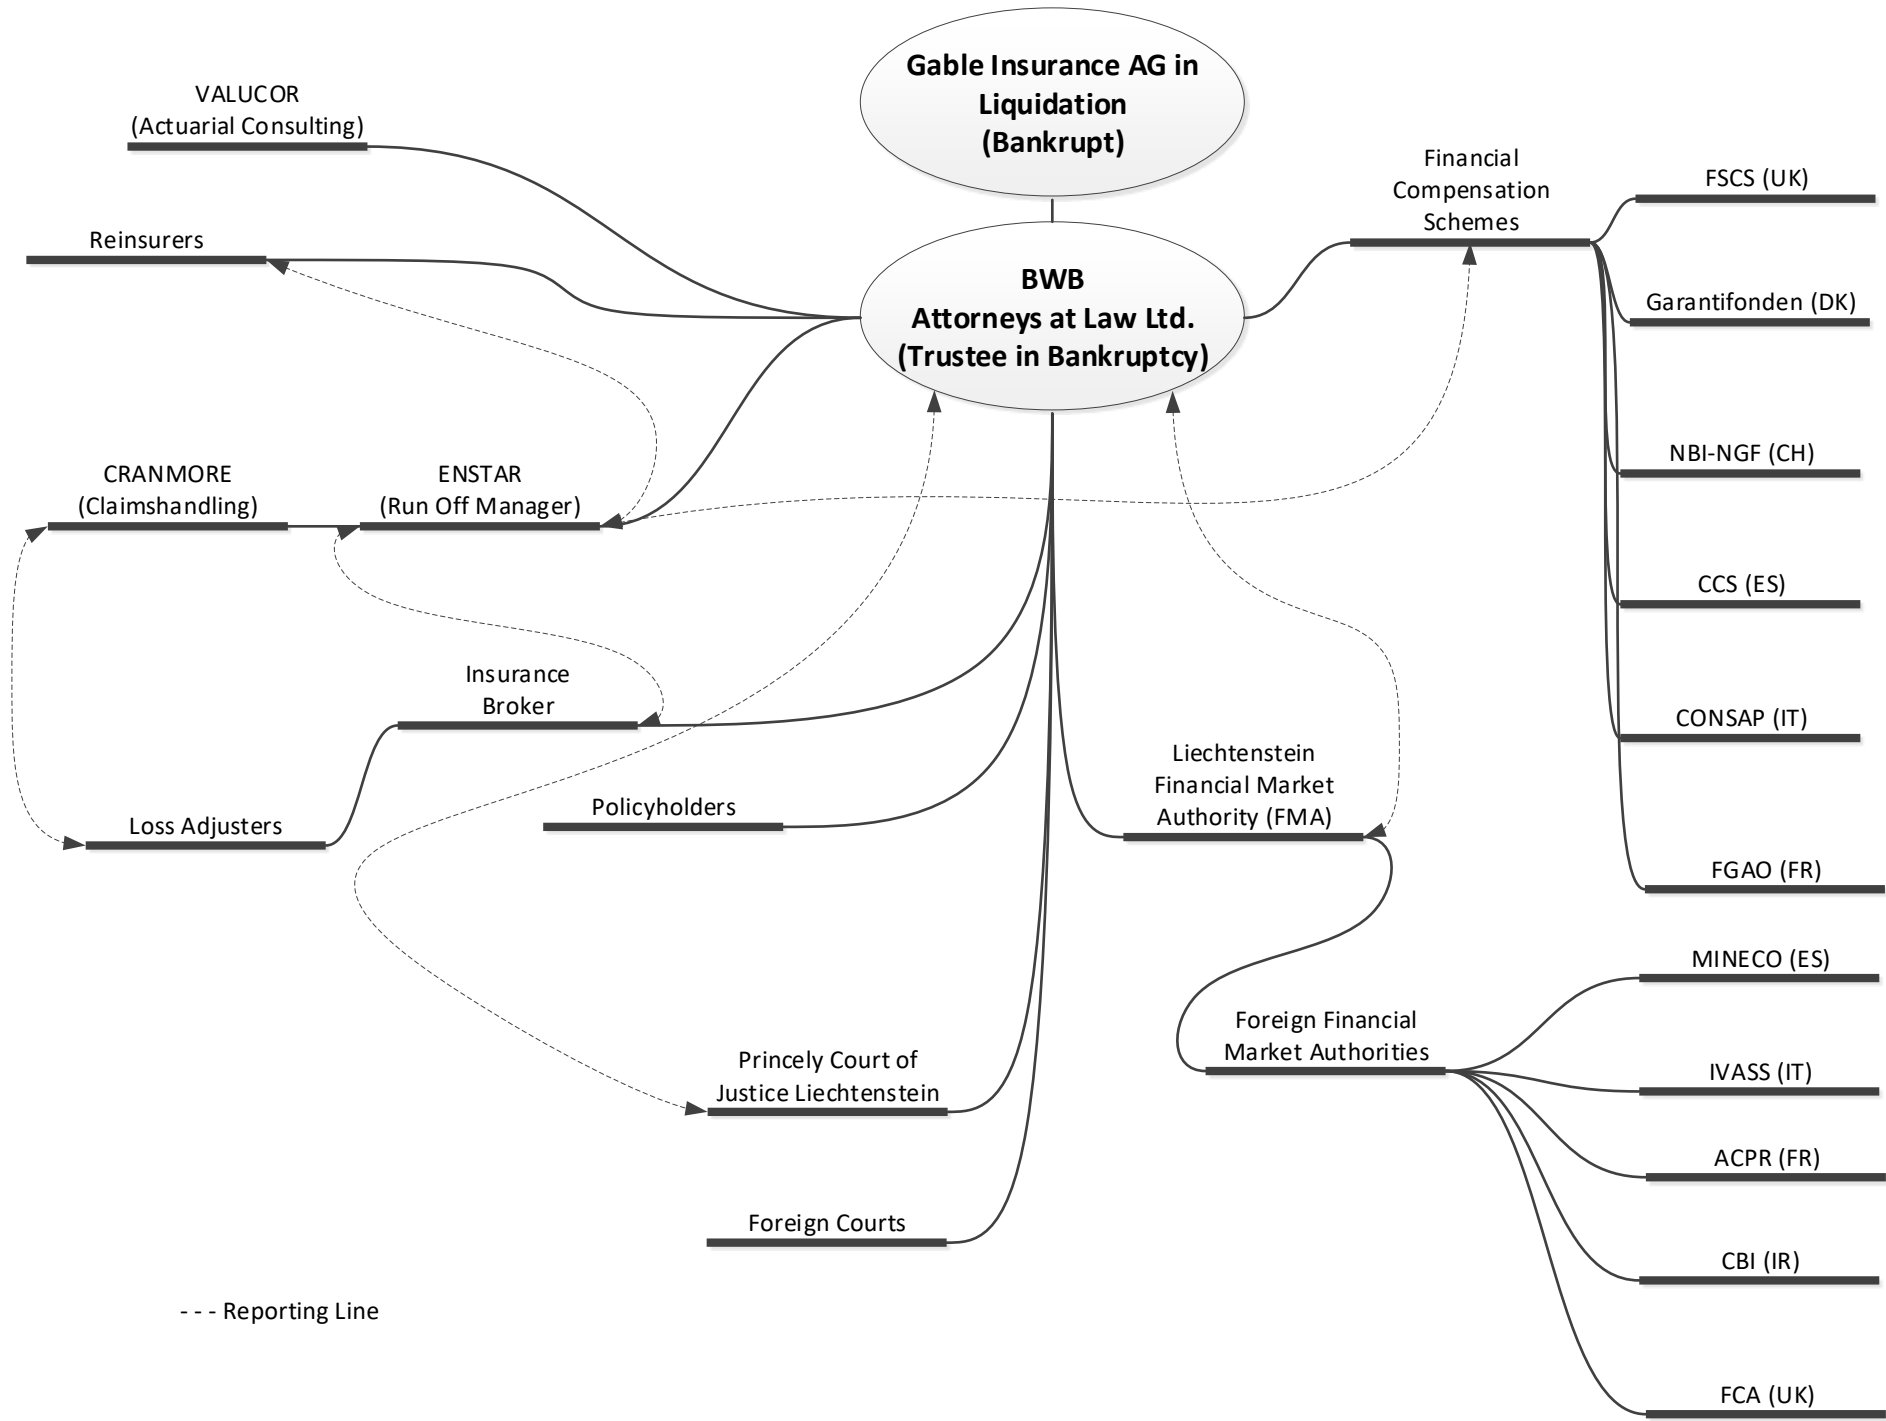 Gable Insurance AG in
Liquidation
(Bankrupt)
VALUCOR
(Actuarial Consulting)
Reinsurers
BWB
Attorneys at Law Ltd.
(Trustee in Bankruptcy)
Financial
Compensation
Schemes
FSCS (UK)
Garantifonden (DK)
NBI-NGF (CH)
CCS (ES)
CONSAP (IT)
FGAO (FR)
CRANMORE
(Claimshandling)
ENSTAR
(Run Off Manager)
Insurance
Broker
Loss Adjusters
Policyholders
Liechtenstein
Financial Market
Authority (FMA)
Foreign Financial
Market Authorities
MINECO (ES)
IVASS (IT)
ACPR (FR)
CBI (IR)
FCA (UK)
Princely Court of
Justice Liechtenstein
Foreign Courts
- - - Reporting Line